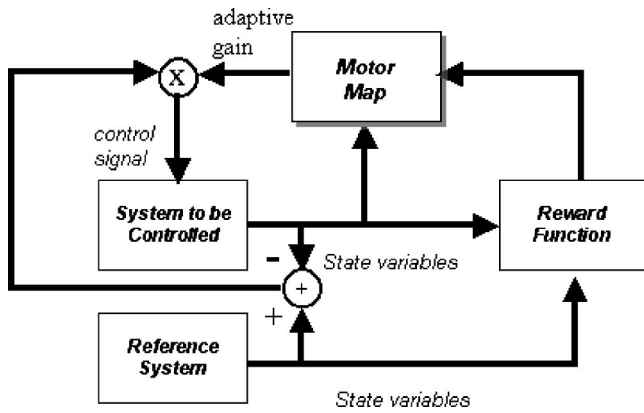 adaptive
gain
X
Motor
Map
control
signal
System to be
Controlled
Reward
Function
-
State variables
+
+
Reference
System
State variables